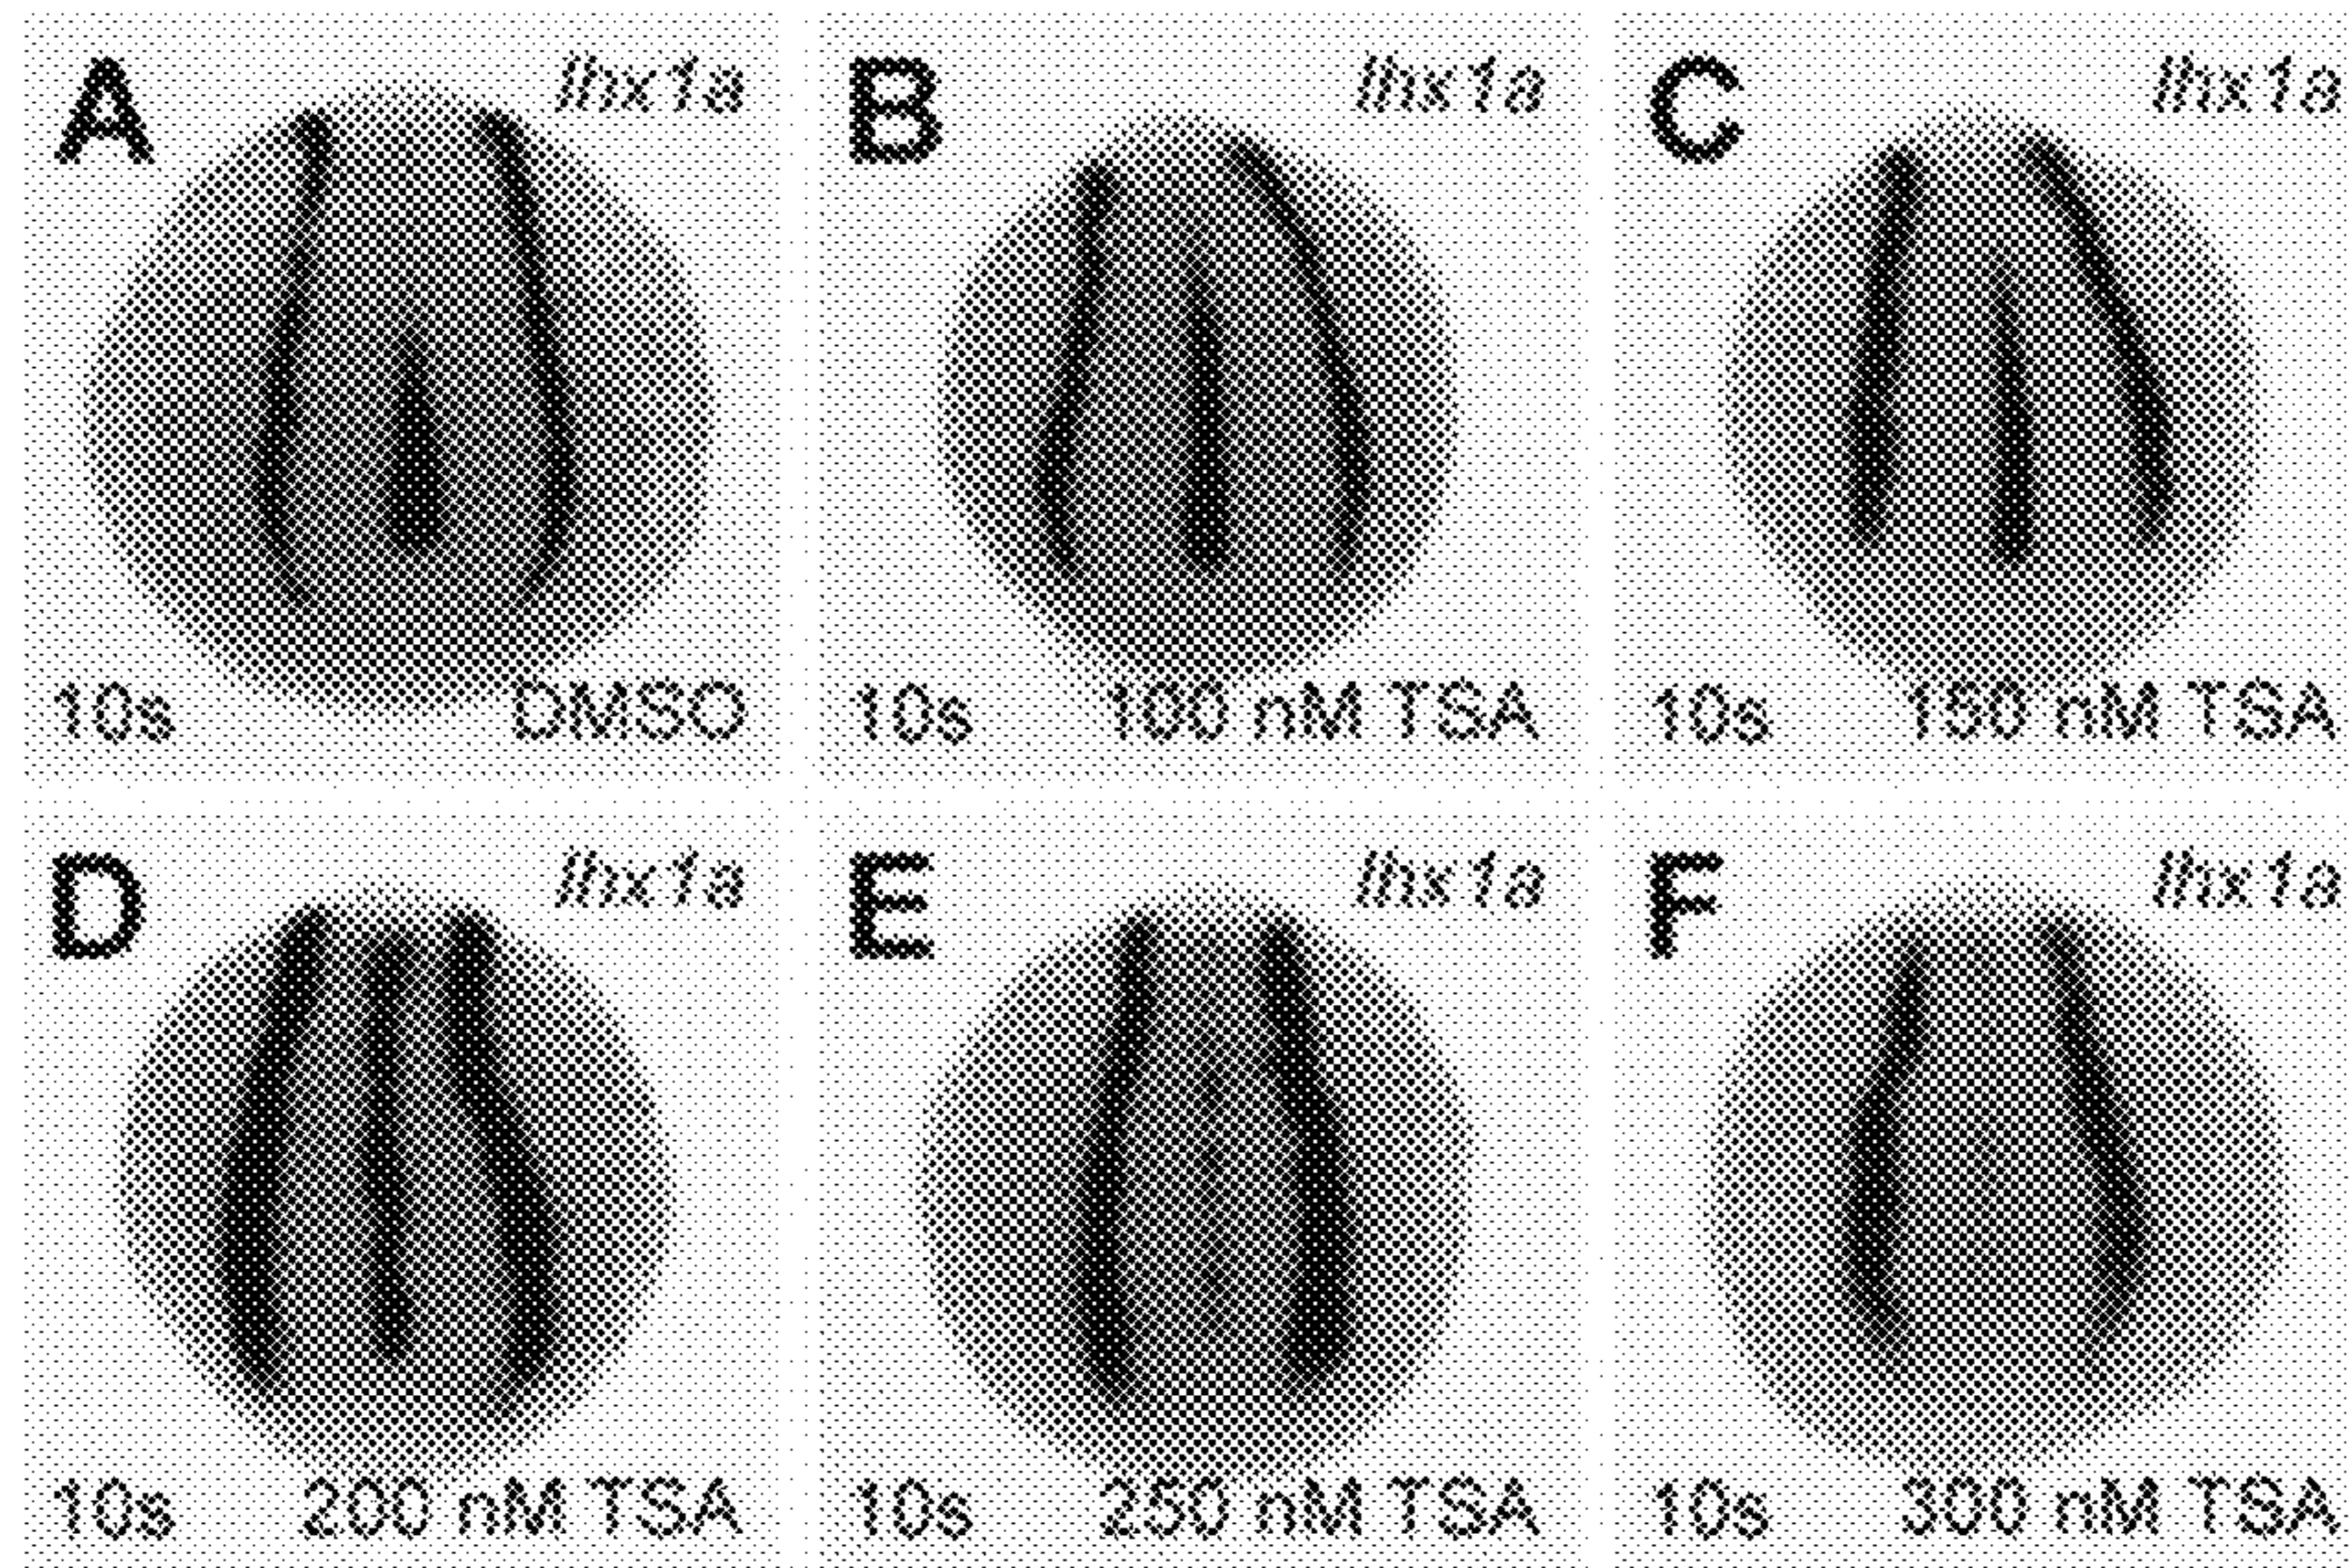 A lhx1a
10s DMSO
B lhx1a
10s 100 nM TSA
C lhx1a
10s 150 nM TSA
D lhx1a
10s 200 nM TSA
E lhx1a
10s 250 nM TSA
F lhx1a
10s 300 nM TSA